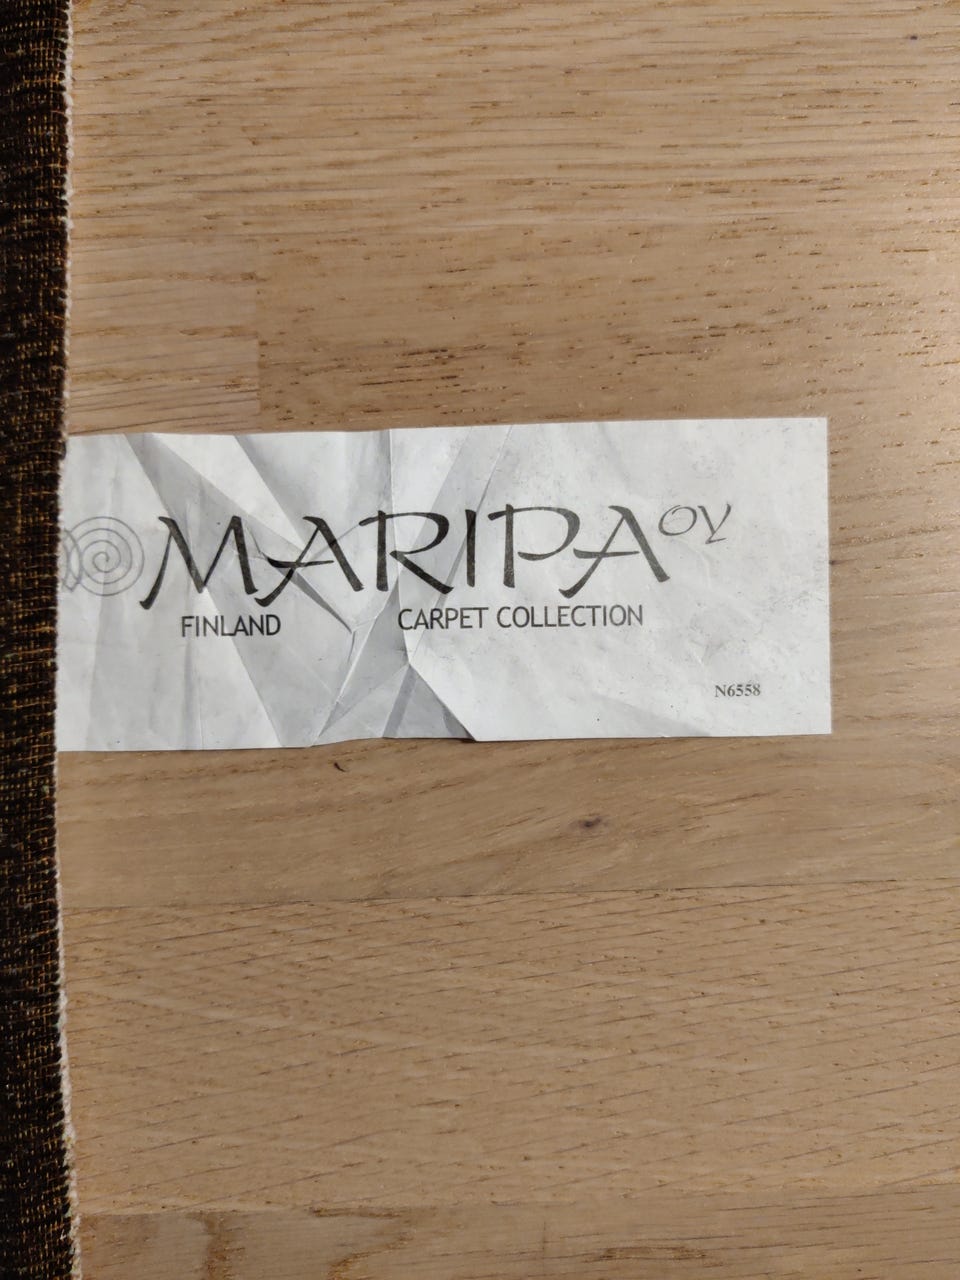 MARIPA OY
FINLAND CARPET COLLECTION
N6558